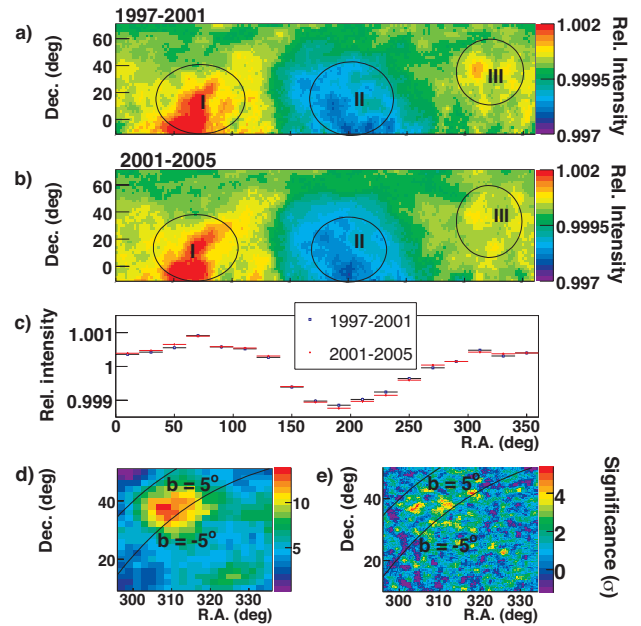 1997-2001
a)
Dec. (deg)
60
40
20
0
I
II
III
1.002
0.9995
0.997
Rel. Intensity
2001-2005
b)
Dec. (deg)
60
40
20
0
I
II
III
1.002
0.9995
0.997
Rel. Intensity
c)
Rel. intensity
1.001
1
0.999
1997-2001
2001-2005
0 50 100 150 200 250 300 350
R.A. (deg)
d)
Dec. (deg)
40
20
b = 5°
b = -5°
300 310 320 330
R.A. (deg)
10
5
e)
Dec. (deg)
40
20
b = 5°
b = -5°
300 310 320 330
R.A. (deg)
4
2
0
Significance (σ)